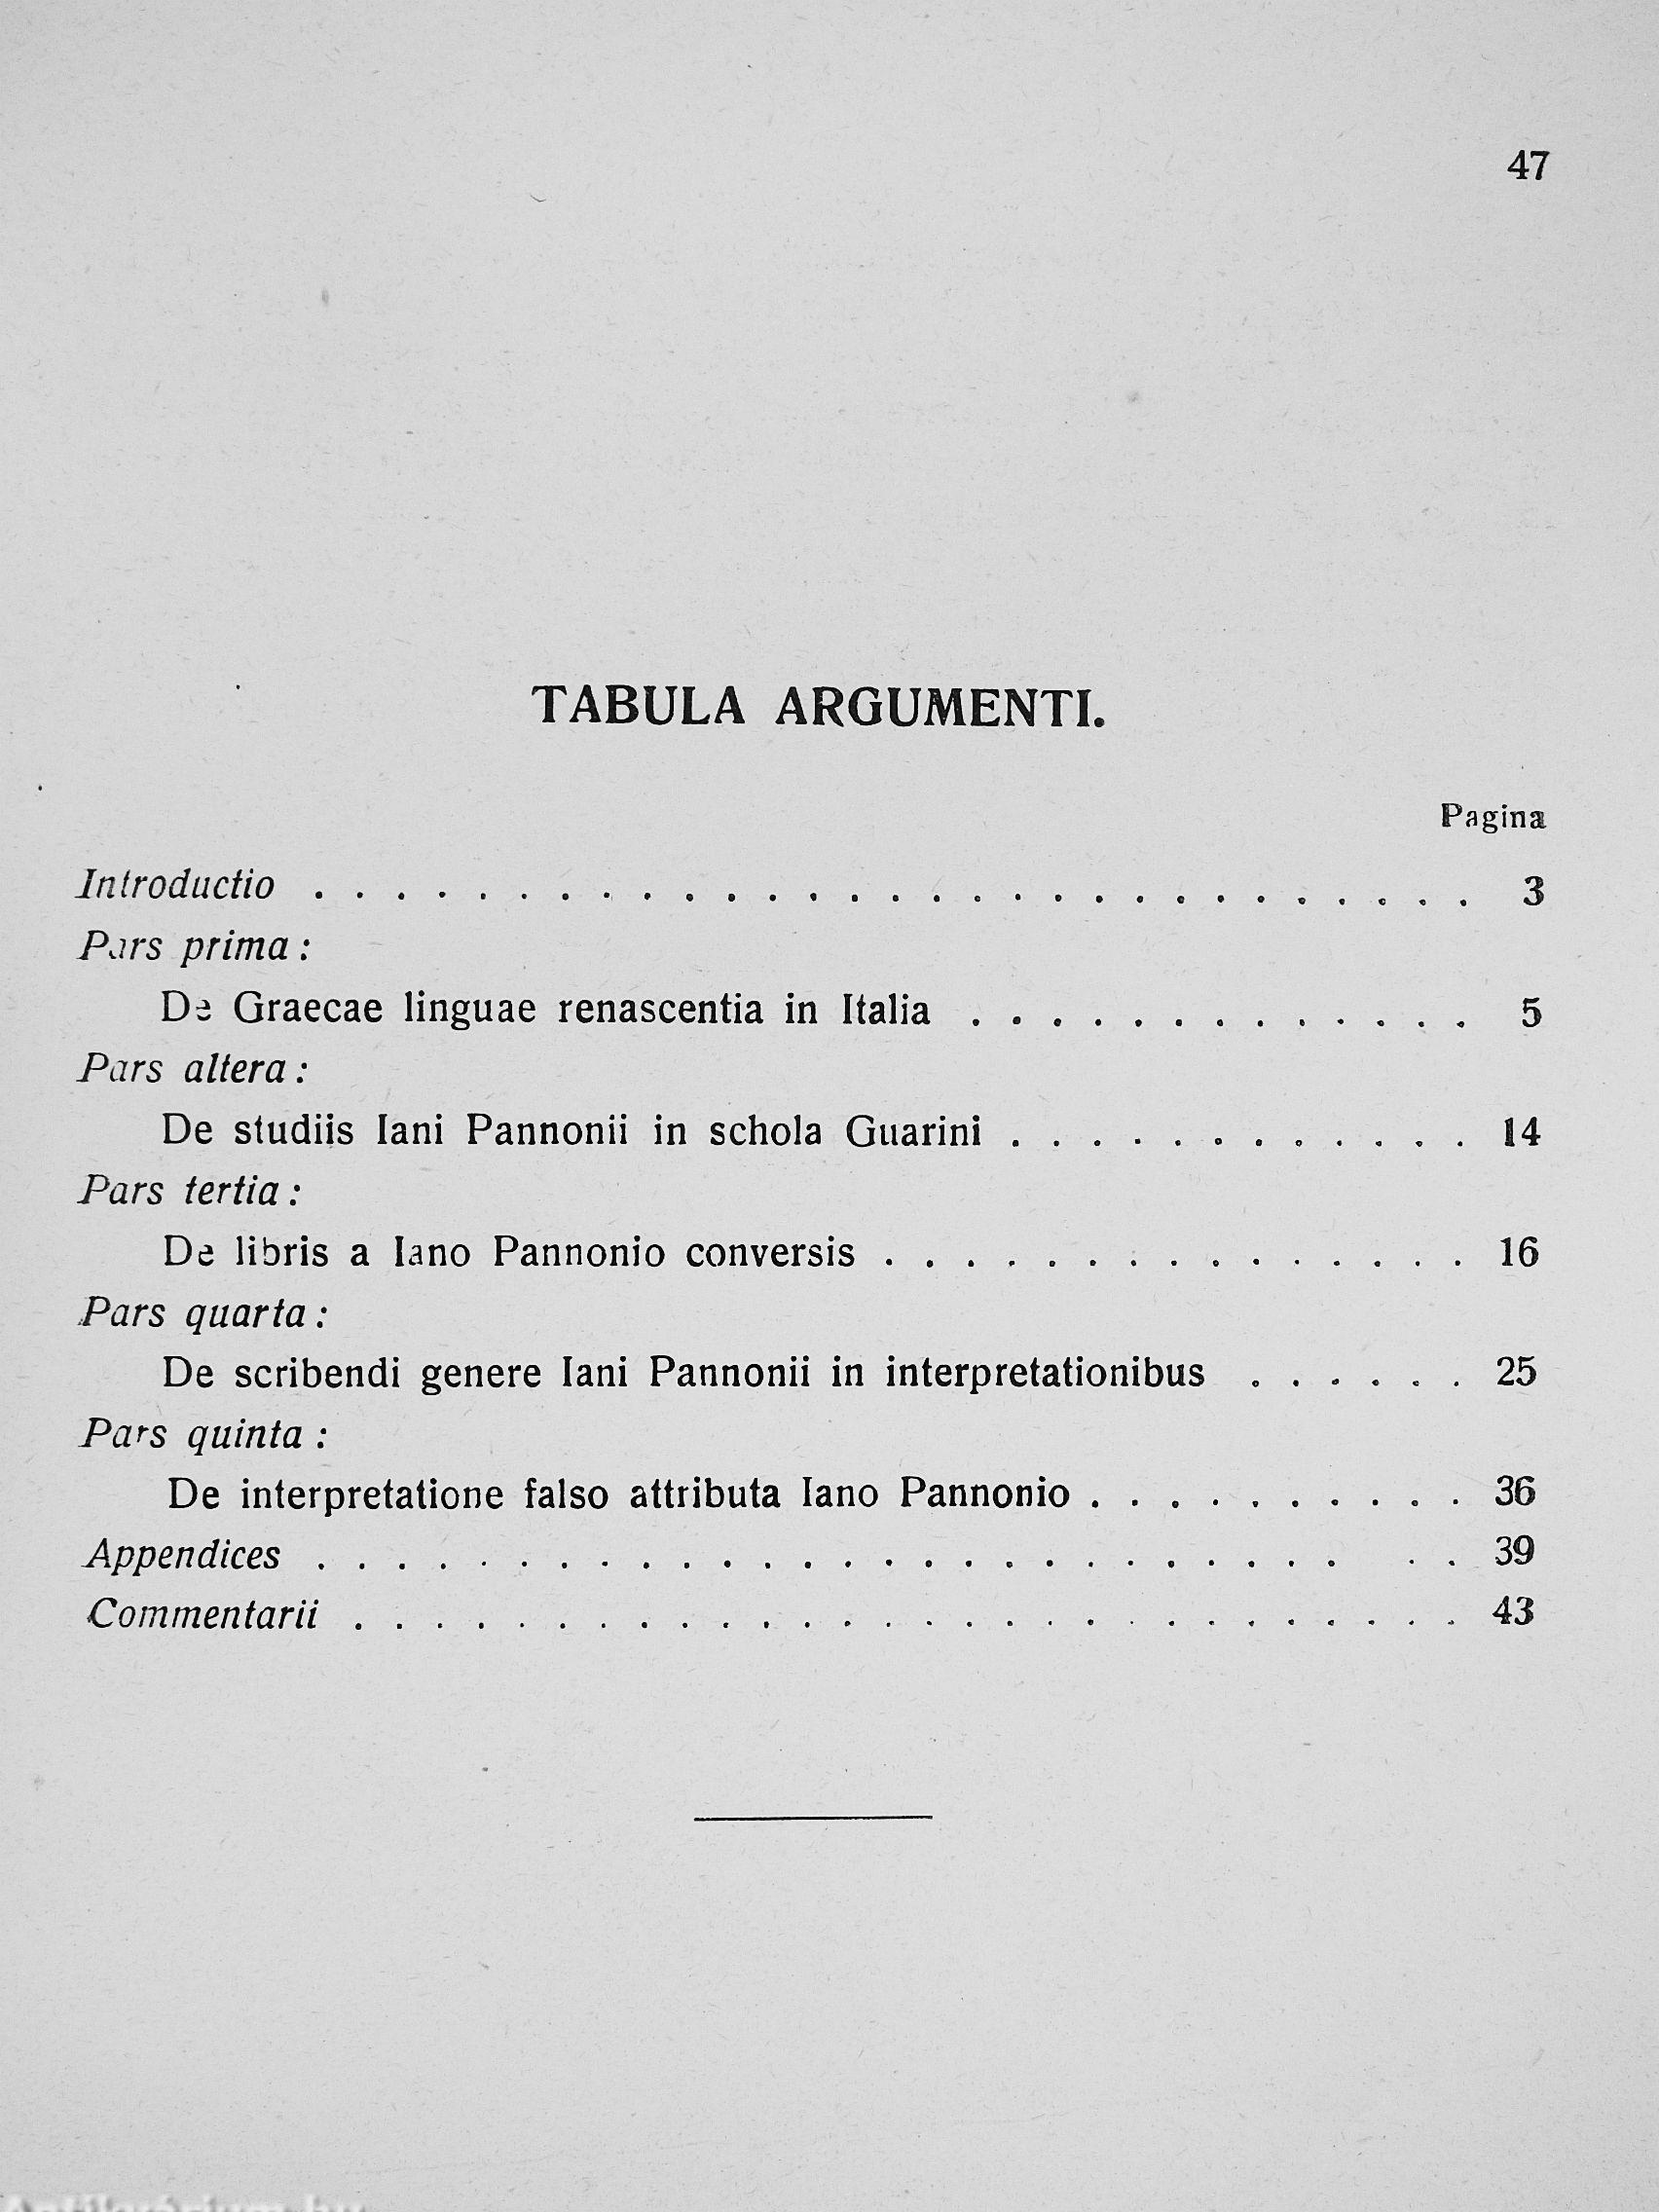 47
TABULA ARGUMENTI.
Pagina
Introductio . . . . . . . . . . . . . . . . . . . . . . . . . . . . . 3
Pars prima :
De Graecae linguae renascentia in Italia . . . . . . . . . . . . . 5
Pars altera :
De studiis Iani Pannonii in schola Guarini . . . . . . . . . . . . 14
Pars tertia :
De libris a Iano Pannonio conversis . . . . . . . . . . . . . . . 16
Pars quarta :
De scribendi genere Iani Pannonii in interpretationibus . . . . . . 25
Pars quinta :
De interpretatione falso attributa Iano Pannonio . . . . . . . . . . 36
Appendices . . . . . . . . . . . . . . . . . . . . . . . . . . . . 39
Commentarii . . . . . . . . . . . . . . . . . . . . . . . . . . . . 43